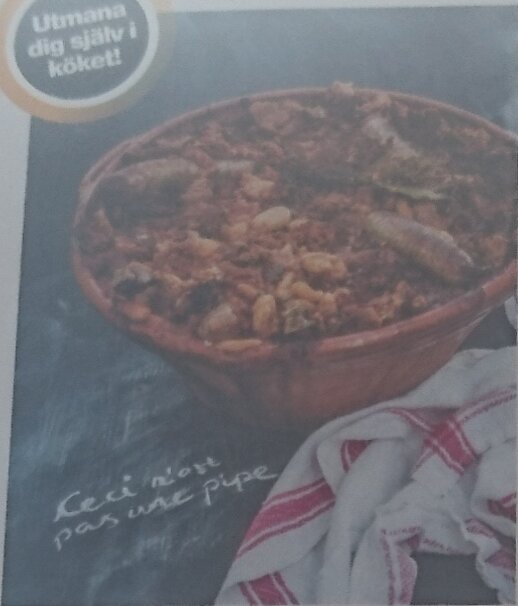 Utmana
dig själv i
köket!
Ceci n'est
pas une pipe